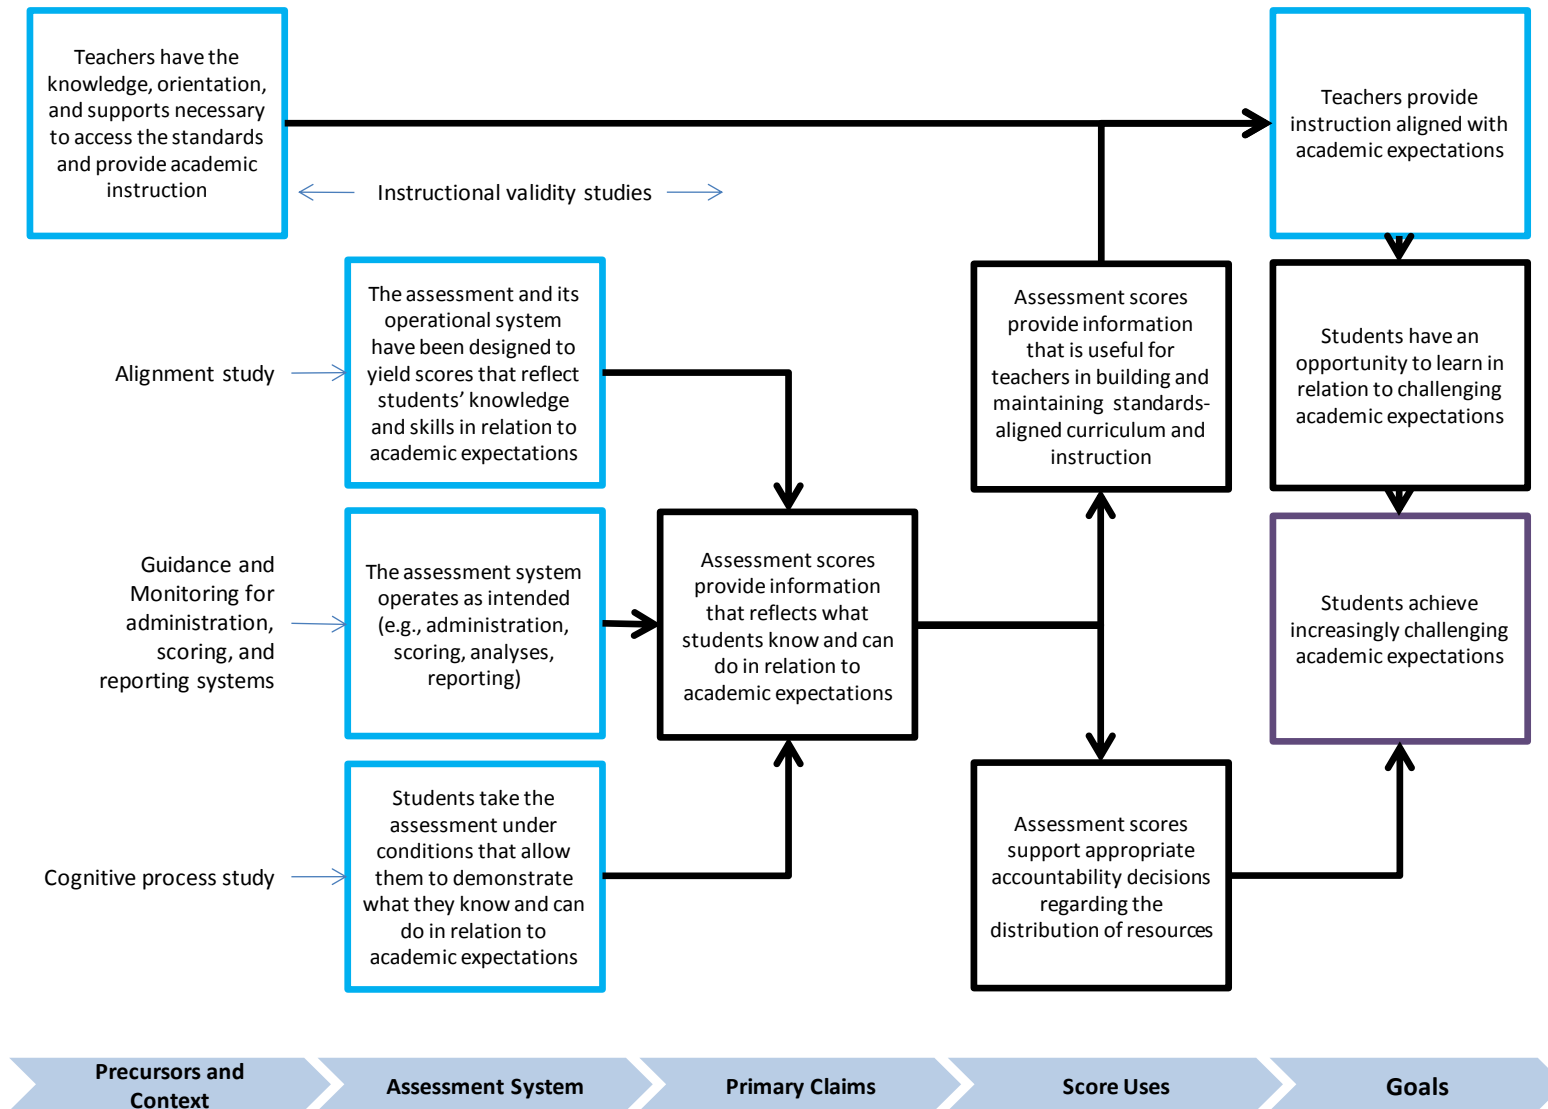 Teachers have the
knowledge, orientation,
and supports necessary
to access the standards
and provide academic
instruction
Teachers provide
instruction aligned with
academic expectations
Instructional validity studies
Alignment study
The assessment and its
operational system
have been designed to
yield scores that reflect
students’ knowledge
and skills in relation to
academic expectations
Assessment scores
provide information
that is useful for
teachers in building and
maintaining standards-
aligned curriculum and
instruction
Students have an
opportunity to learn in
relation to challenging
academic expectations
Guidance and
Monitoring for
administration,
scoring, and
reporting systems
The assessment system
operates as intended
(e.g., administration,
scoring, analyses,
reporting)
Assessment scores
provide information
that reflects what
students know and can
do in relation to
academic expectations
Students achieve
increasingly challenging
academic expectations
Cognitive process study
Students take the
assessment under
conditions that allow
them to demonstrate
what they know and can
do in relation to
academic expectations
Assessment scores
support appropriate
accountability decisions
regarding the
distribution of resources
Precursors and
Context
Assessment System
Primary Claims
Score Uses
Goals